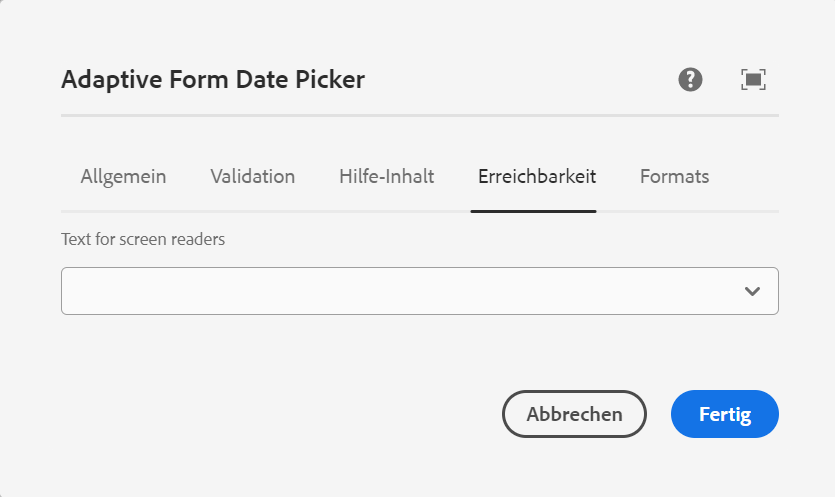 Adaptive Form Date Picker
Allgemein Validation Hilfe-Inhalt Erreichbarkeit Formats
Text for screen readers
Abbrechen Fertig